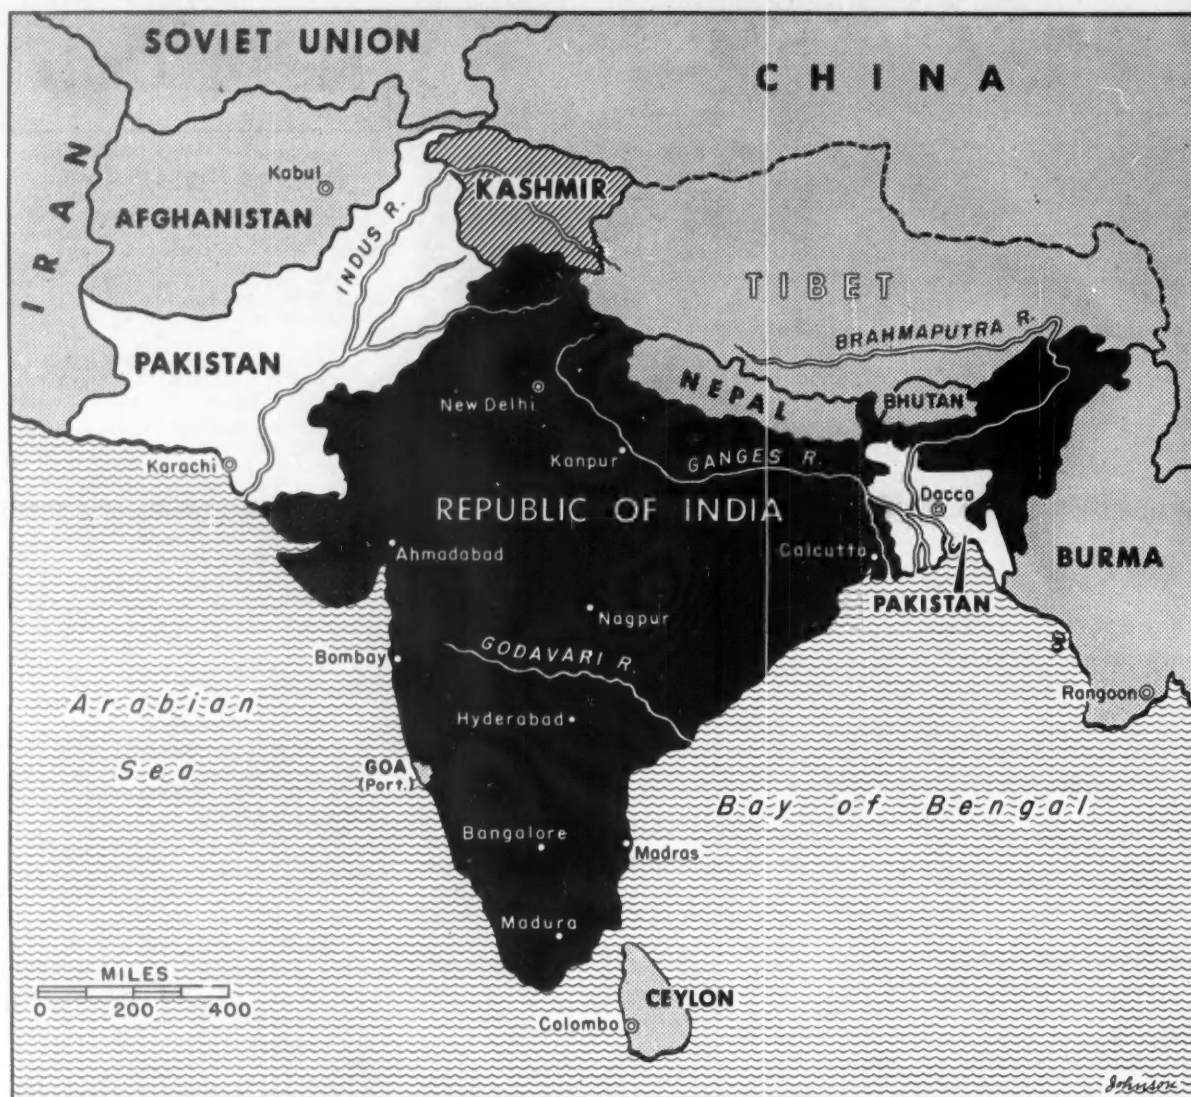 SOVIET UNION
CHINA
IRAN
Kabul
AFGHANISTAN
INDUS R.
KASHMIR
TIBET
BRAHMAPUTRA R.
PAKISTAN
NEPAL
BHUTAN
New Delhi
Karachi
Kanpur
GANGES R.
Dacca
REPUBLIC OF INDIA
Ahmadabad
Calcutta
BURMA
PAKISTAN
Nagpur
GODAVARI R.
Bombay
Rangoon
Arabian
Sea
Hyderabad
GOA
(Port.)
Bay of Bengal
Bangalore
Madras
Madura
MILES
0 200 400
CEYLON
Colombo
Johnson